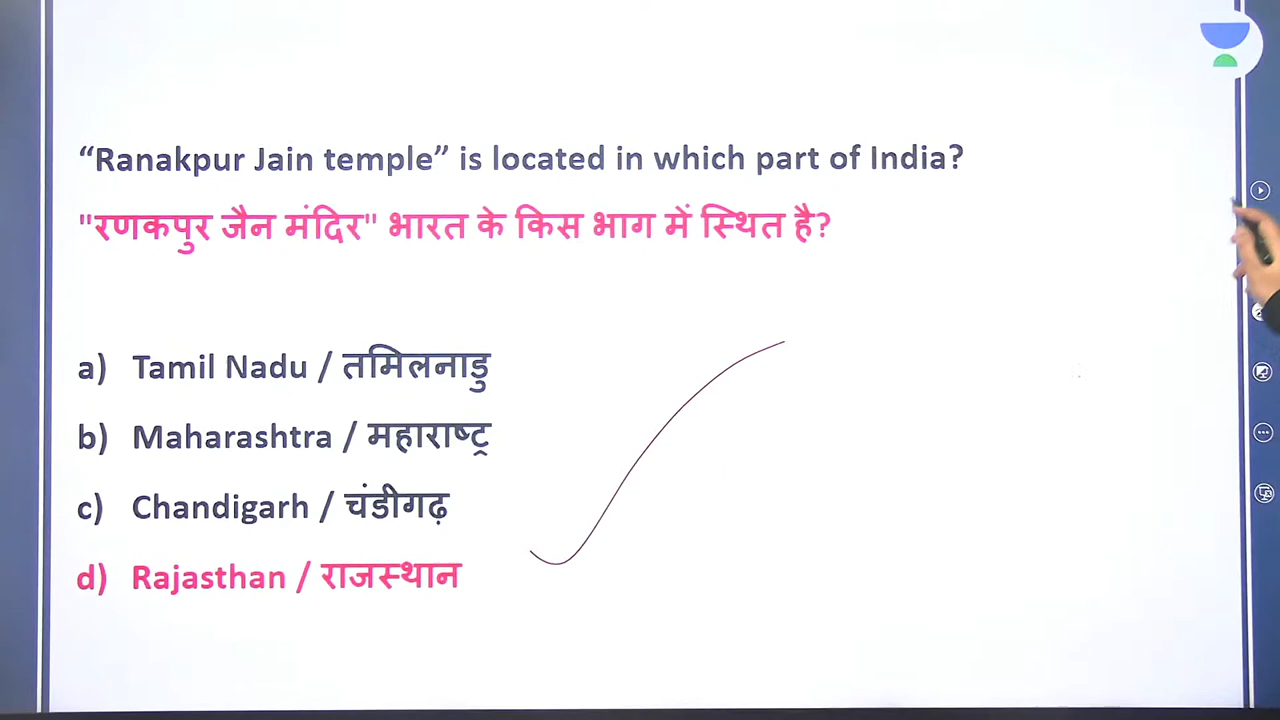 “Ranakpur Jain temple” is located in which part of India?
"रणकपुर जैन मंदिर" भारत के किस भाग में स्थित है?
a) Tamil Nadu / तमिलनाडु
b) Maharashtra / महाराष्ट्र
c) Chandigarh / चंडीगढ़
d) Rajasthan / राजस्थान